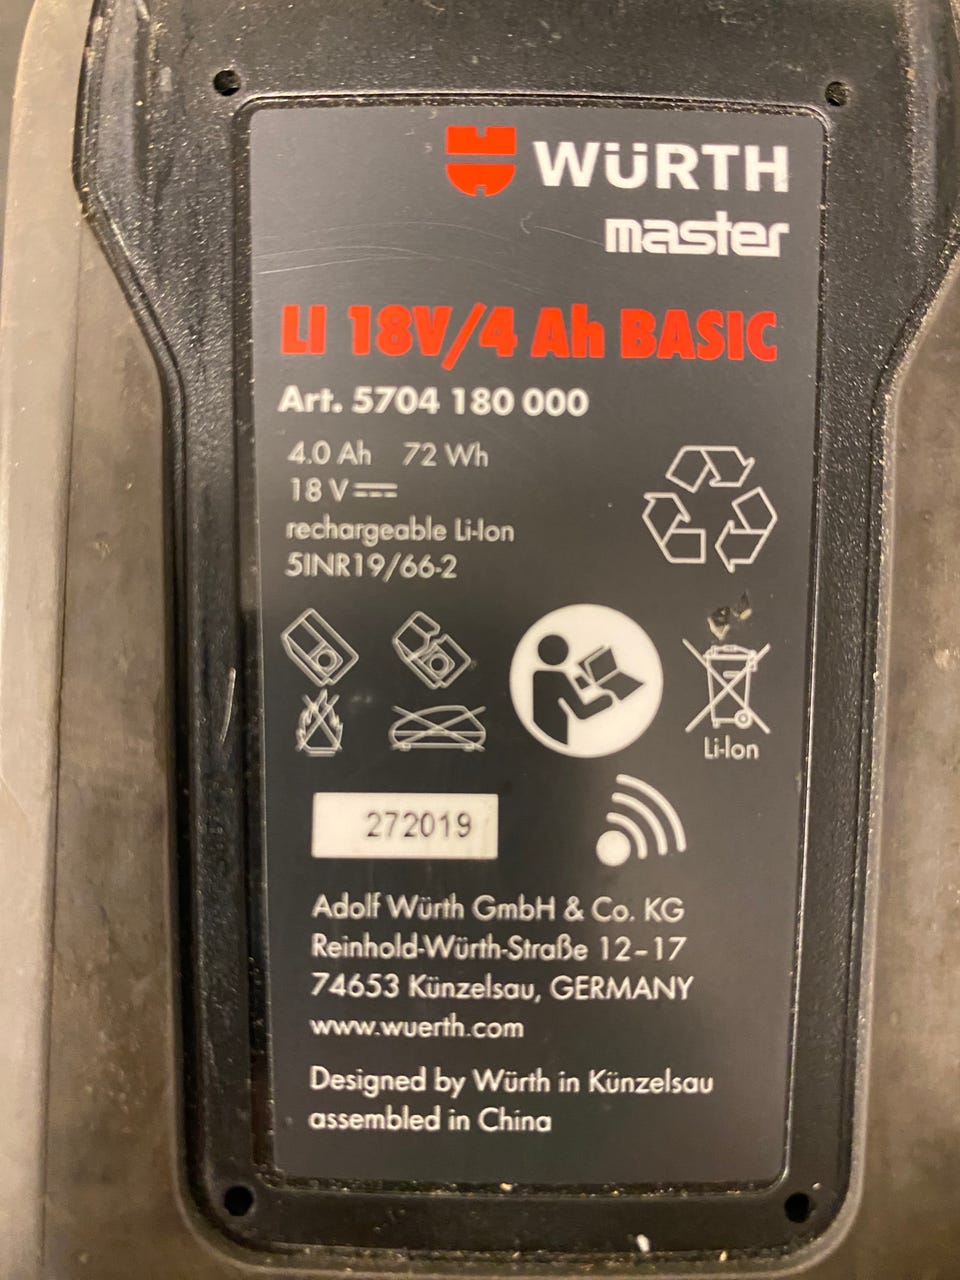 WÜRTH
master
LI 18V/4 Ah BASIC
Art. 5704 180 000
4.0 Ah 72 Wh
18 V
rechargeable Li-Ion
5INR19/66-2
Li-Ion
272019
Adolf Würth GmbH & Co. KG
Reinhold-Würth-Straße 12–17
74653 Künzelsau, GERMANY
www.wuerth.com
Designed by Würth in Künzelsau
assembled in China